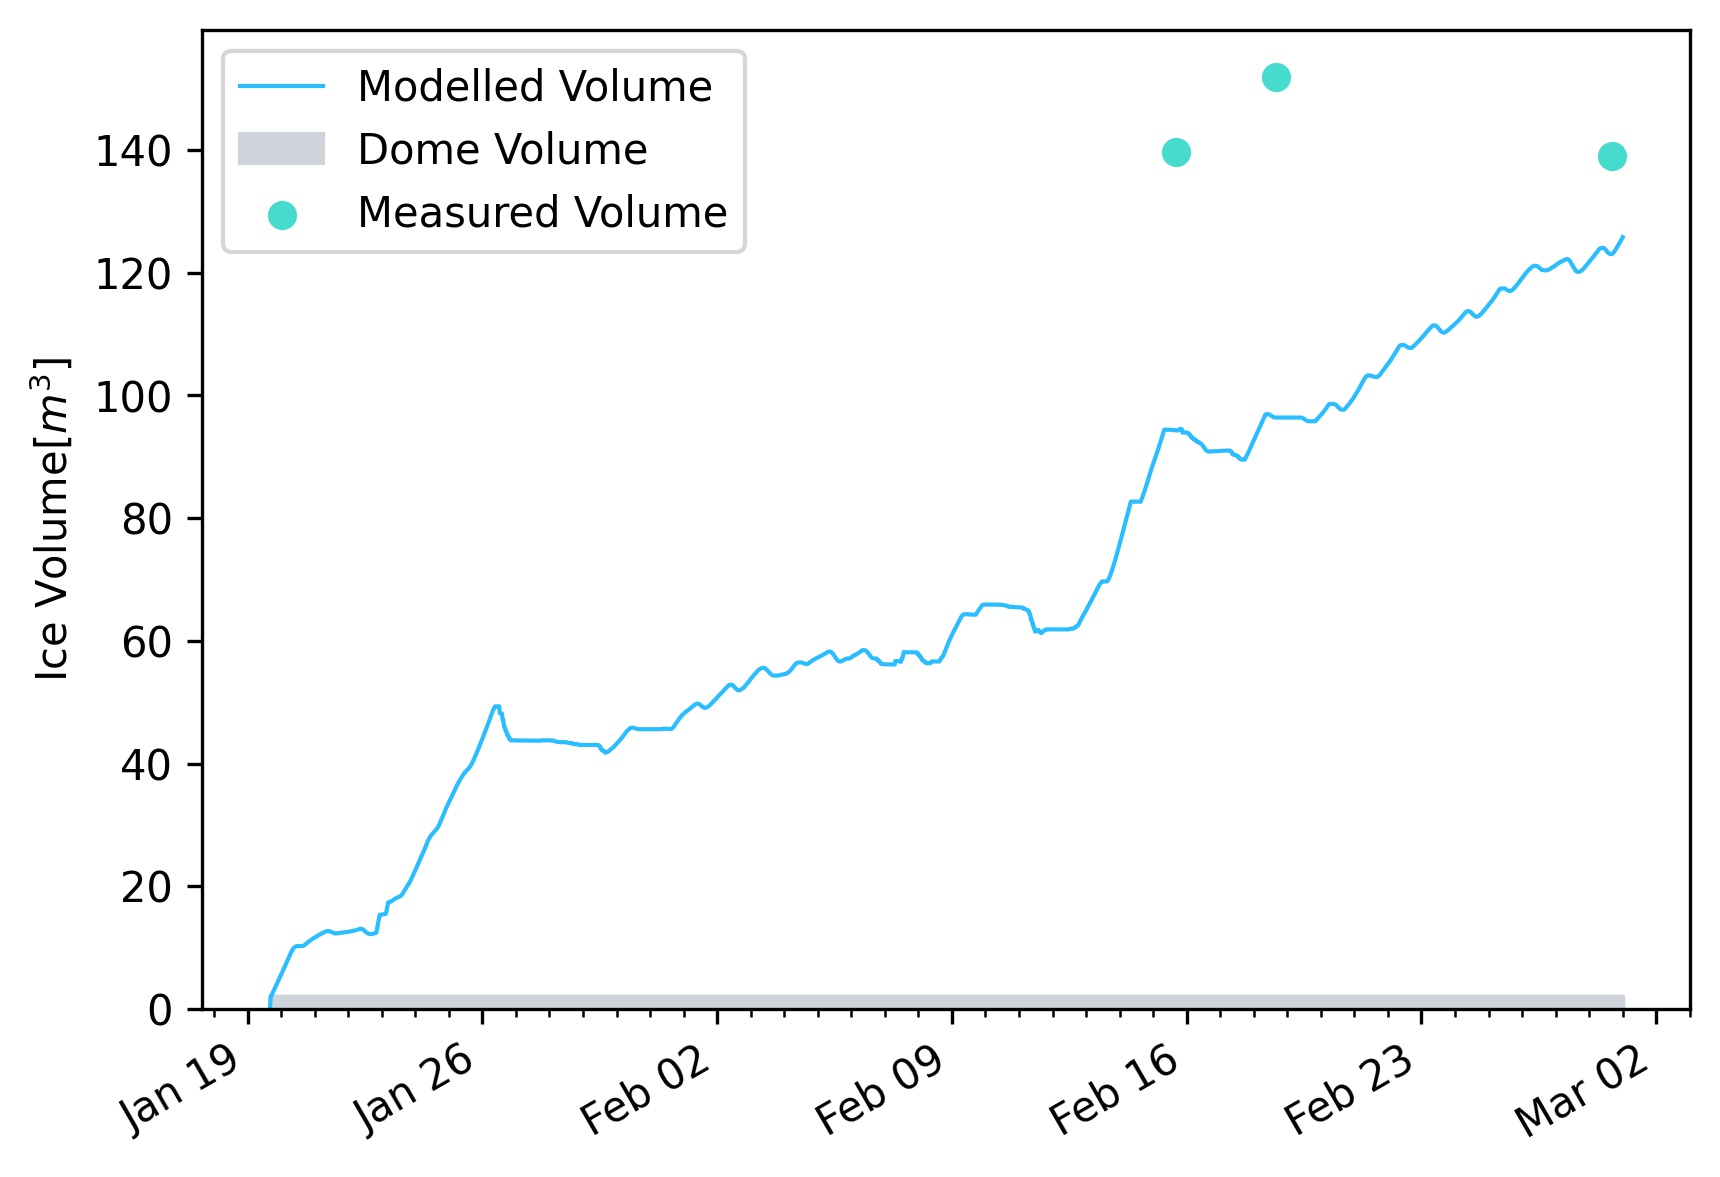 Modelled Volume
Dome Volume
Measured Volume
Ice Volume[m³]
140
120
100
80
60
40
20
0
Jan 19
Jan 26
Feb 02
Feb 09
Feb 16
Feb 23
Mar 02